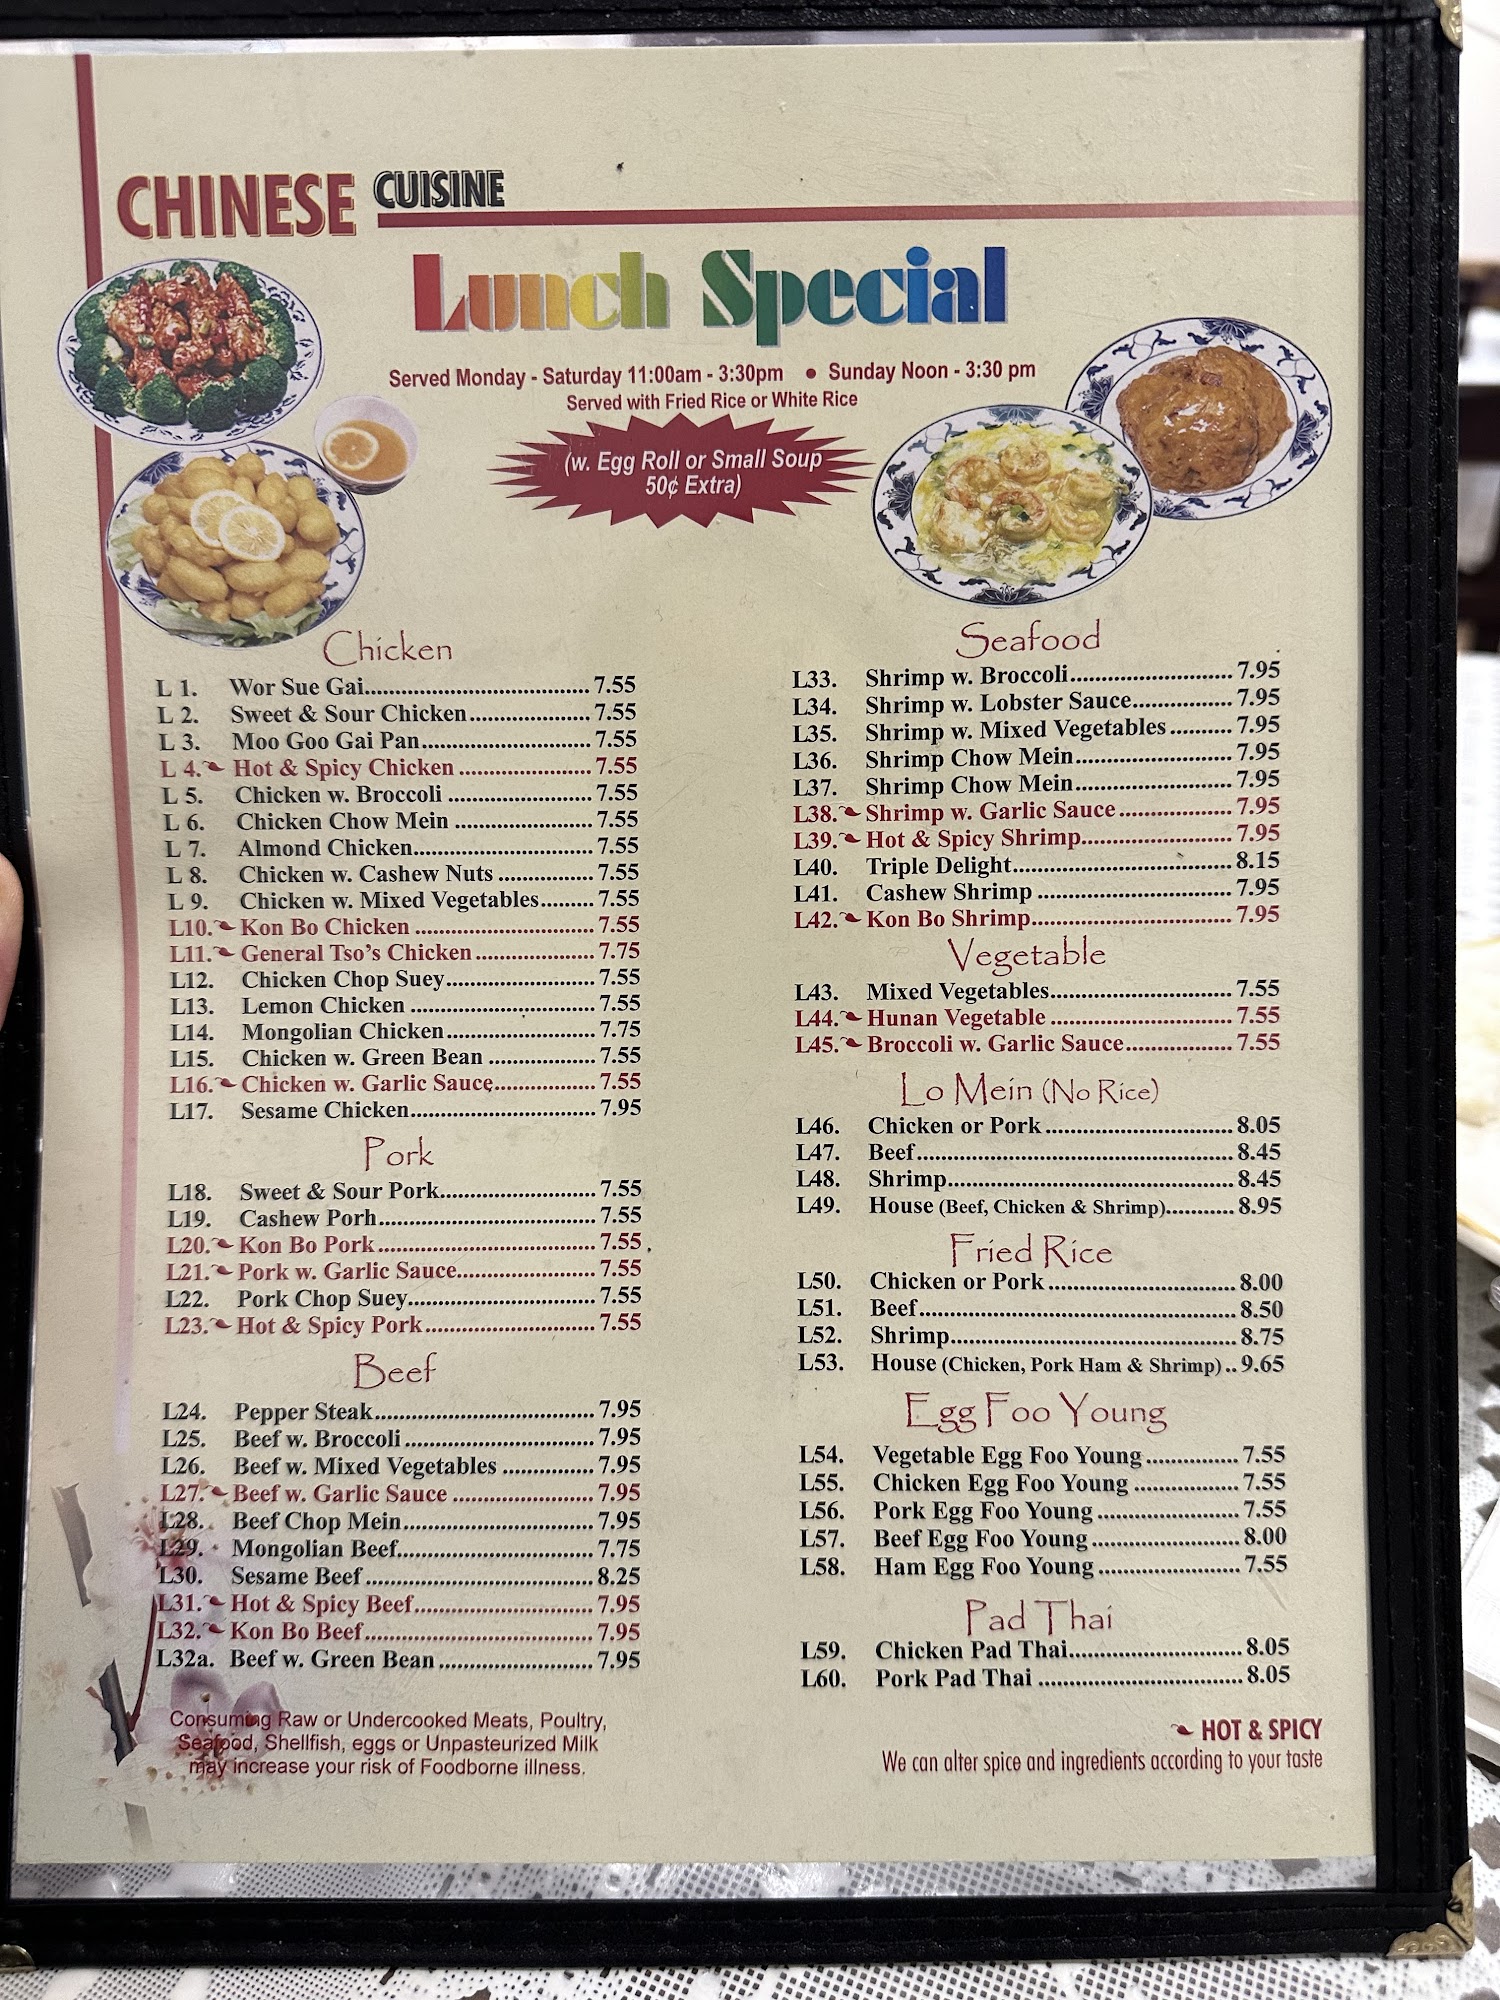 CHINESE CUISINE
Lunch Special
Served Monday - Saturday 11:00am - 3:30pm • Sunday Noon - 3:30 pm
Served with Fried Rice or White Rice
(w. Egg Roll or Small Soup
50¢ Extra)
Chicken
L 1. Wor Sue Gai 7.55
L 2. Sweet & Sour Chicken 7.55
L 3. Moo Goo Gai Pan 7.55
L 4. Hot & Spicy Chicken 7.55
L 5. Chicken w. Broccoli 7.55
L 6. Chicken Chow Mein 7.55
L 7. Almond Chicken 7.55
L 8. Chicken w. Cashew Nuts 7.55
L 9. Chicken w. Mixed Vegetables 7.55
L10. Kon Bo Chicken 7.55
L11. General Tso's Chicken 7.75
L12. Chicken Chop Suey 7.55
L13. Lemon Chicken 7.55
L14. Mongolian Chicken 7.75
L15. Chicken w. Green Bean 7.55
L16. Chicken w. Garlic Sauce 7.55
L17. Sesame Chicken 7.95
Pork
L18. Sweet & Sour Pork 7.55
L19. Cashew Porh 7.55
L20. Kon Bo Pork 7.55
L21. Pork w. Garlic Sauce 7.55
L22. Pork Chop Suey 7.55
L23. Hot & Spicy Pork 7.55
Beef
L24. Pepper Steak 7.95
L25. Beef w. Broccoli 7.95
L26. Beef w. Mixed Vegetables 7.95
L27. Beef w. Garlic Sauce 7.95
L28. Beef Chop Mein 7.95
L29. Mongolian Beef 7.75
L30. Sesame Beef 8.25
L31. Hot & Spicy Beef 7.95
L32. Kon Bo Beef 7.95
L32a. Beef w. Green Bean 7.95
Consuming Raw or Undercooked Meats, Poultry,
Seafood, Shellfish, eggs or Unpasteurized Milk
may increase your risk of Foodborne illness.
Seafood
L33. Shrimp w. Broccoli 7.95
L34. Shrimp w. Lobster Sauce 7.95
L35. Shrimp w. Mixed Vegetables 7.95
L36. Shrimp Chow Mein 7.95
L37. Shrimp Chow Mein 7.95
L38. Shrimp w. Garlic Sauce 7.95
L39. Hot & Spicy Shrimp 7.95
L40. Triple Delight 8.15
L41. Cashew Shrimp 7.95
L42. Kon Bo Shrimp 7.95
Vegetable
L43. Mixed Vegetables 7.55
L44. Hunan Vegetable 7.55
L45. Broccoli w. Garlic Sauce 7.55
Lo Mein (No Rice)
L46. Chicken or Pork 8.05
L47. Beef 8.45
L48. Shrimp 8.45
L49. House (Beef, Chicken & Shrimp) 8.95
Fried Rice
L50. Chicken or Pork 8.00
L51. Beef 8.50
L52. Shrimp 8.75
L53. House (Chicken, Pork Ham & Shrimp) 9.65
Egg Foo Young
L54. Vegetable Egg Foo Young 7.55
L55. Chicken Egg Foo Young 7.55
L56. Pork Egg Foo Young 7.55
L57. Beef Egg Foo Young 8.00
L58. Ham Egg Foo Young 7.55
Pad Thai
L59. Chicken Pad Thai 8.05
L60. Pork Pad Thai 8.05
HOT & SPICY
We can alter spice and ingredients according to your taste